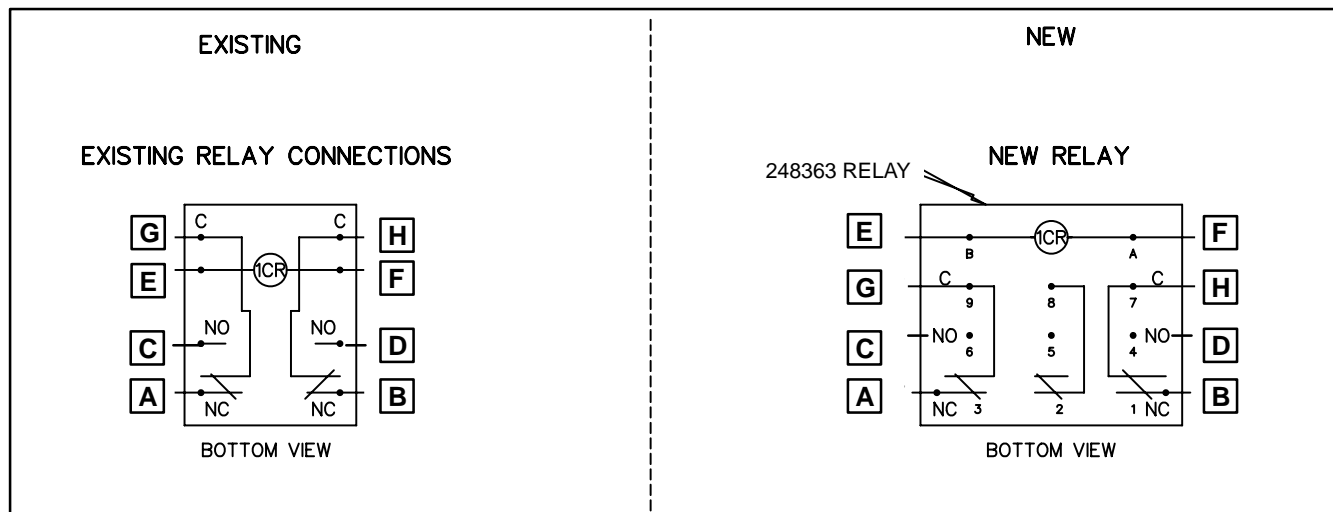 EXISTING
EXISTING RELAY CONNECTIONS
G C C H
E 1CR F
C NO NO D
A NC NC B
BOTTOM VIEW
NEW
NEW RELAY
248363 RELAY
E B 1CR A F
G C 9 8 7 C H
C NO 6 5 4 NO D
A NC 3 2 1 NC B
BOTTOM VIEW